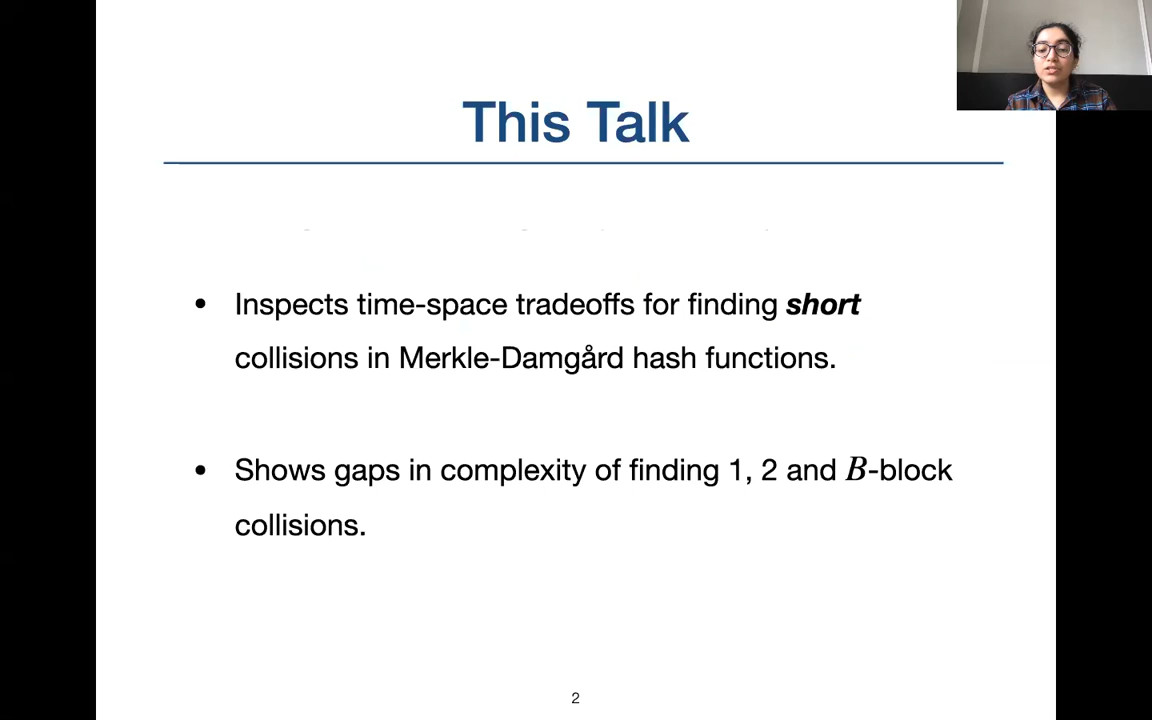 This Talk
• Inspects time-space tradeoffs for finding short
collisions in Merkle-Damgård hash functions.
• Shows gaps in complexity of finding 1, 2 and B-block
collisions.
2